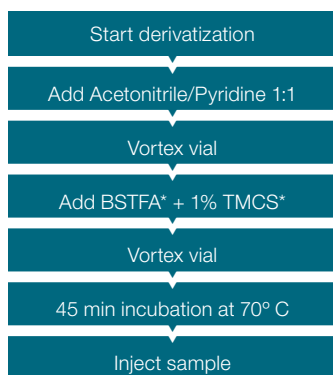 Start derivatization
Add Acetonitrile/Pyridine 1:1
Vortex vial
Add BSTFA* + 1% TMCS*
Vortex vial
45 min incubation at 70º C
Inject sample